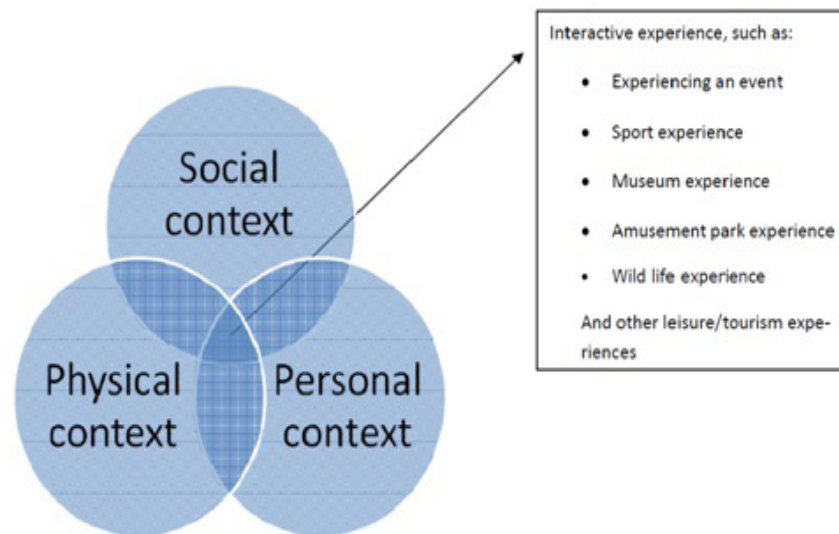 Social
context
Physical
context
Personal
context
Interactive experience, such as:
• Experiencing an event
• Sport experience
• Museum experience
• Amusement park experience
• Wild life experience
And other leisure/tourism expe-
riences